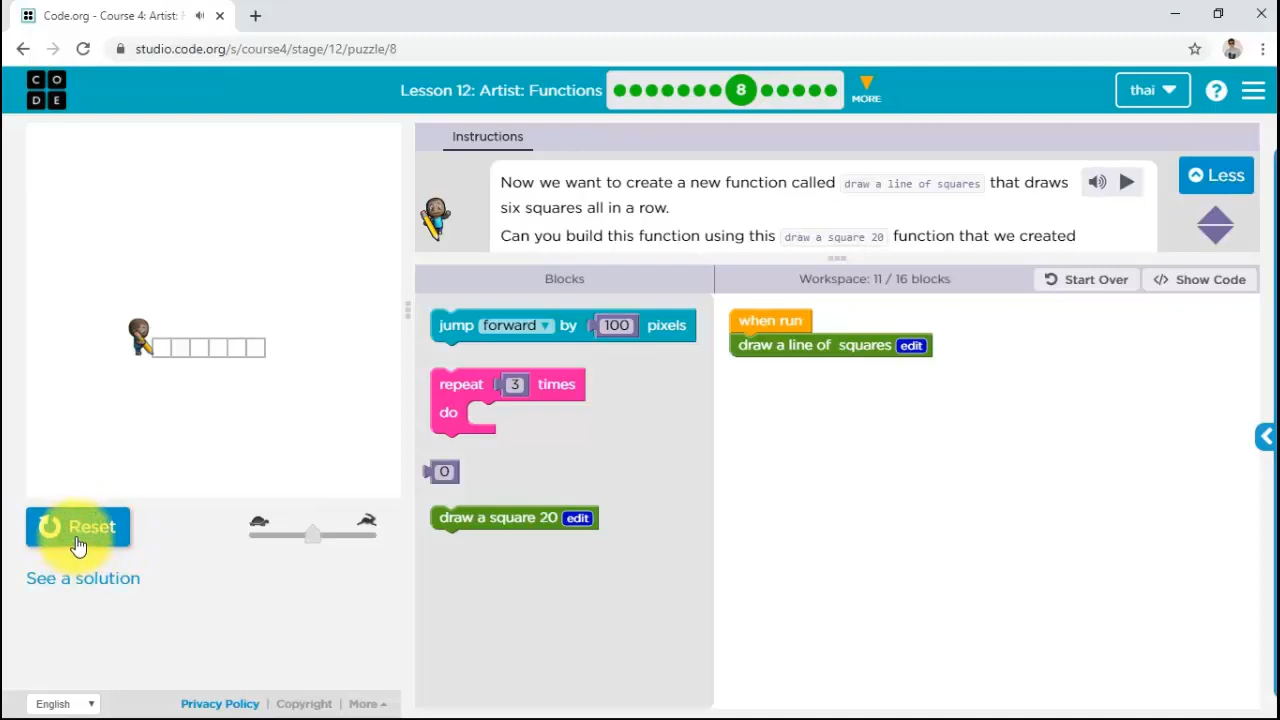 Code.org - Course 4: Artist: F
studio.code.org/s/course4/stage/12/puzzle/8
C O
D E
Lesson 12: Artist: Functions
8
MORE
thai
?
Instructions
Now we want to create a new function called draw a line of squares that draws
six squares all in a row.
Can you build this function using this draw a square 20 function that we created
Less
Blocks
Workspace: 11 / 16 blocks
Start Over
</> Show Code
jump forward by 100 pixels
repeat 3 times
do
0
draw a square 20 edit
when run
draw a line of squares edit
Reset
See a solution
English
Privacy Policy | Copyright | More